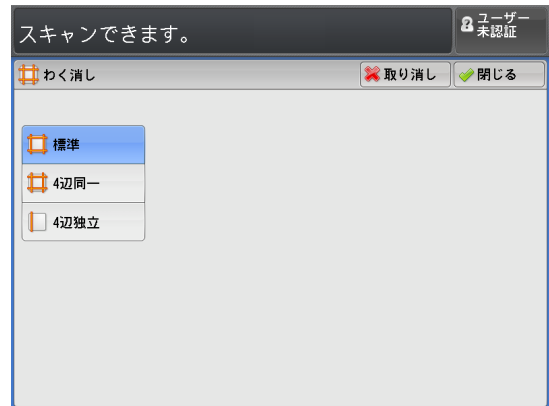 スキャンできます。
ユーザー
未認証
わく消し
取り消し
閉じる
標準
4辺同一
4辺独立